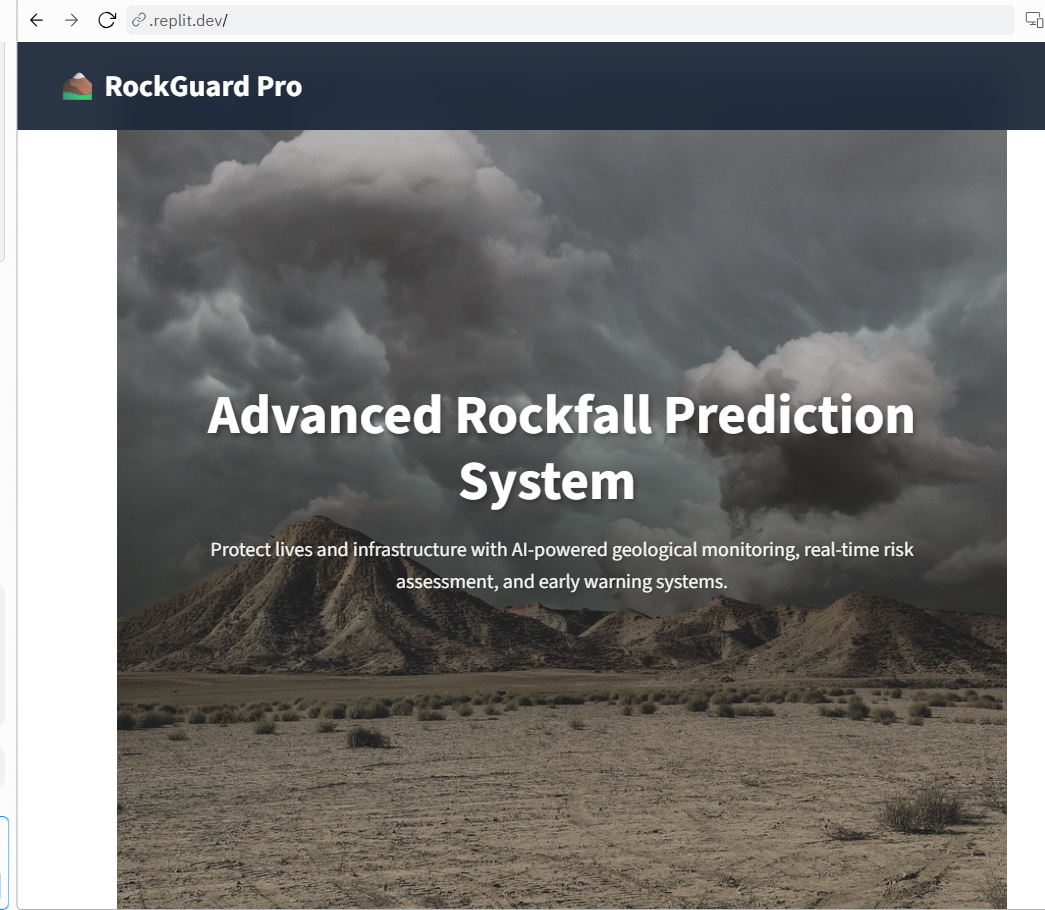 .replit.dev/
RockGuard Pro
Advanced Rockfall Prediction
System
Protect lives and infrastructure with AI-powered geological monitoring, real-time risk
assessment, and early warning systems.